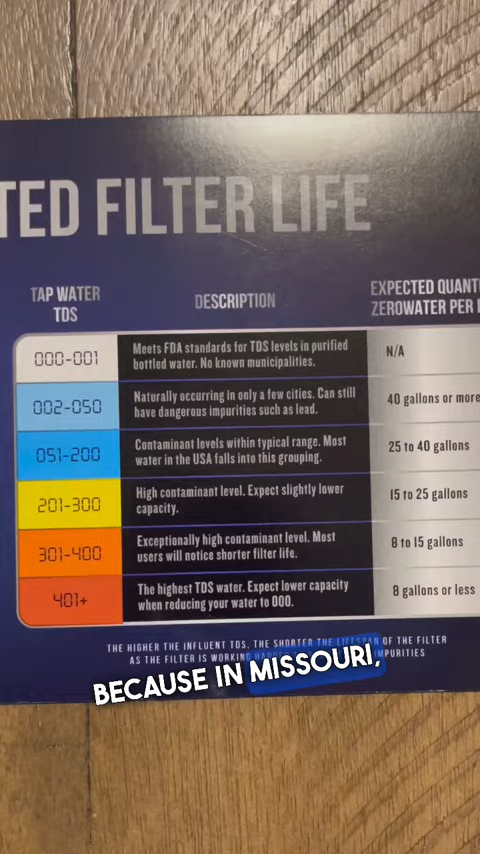 TED FILTER LIFE
TAP WATER
TDS
DESCRIPTION
EXPECTED
ZEROWATER PER
000-001
Meets FDA standards for TDS levels in purified
bottled water. No known municipalities.
N/A
002-050
Naturally occurring in only a few cities. Can still
have dangerous impurities such as lead.
40 gallons or more
051-200
Contaminant levels within typical range. Most
water in the USA falls into this grouping.
25 to 40 gallons
201-300
High contaminant level. Expect slightly lower
capacity.
15 to 25 gallons
301-400
Exceptionally high contaminant level. Most
users will notice shorter filter life.
8 to 15 gallons
401+
The highest TDS water. Expect lower capacity
when reducing your water to 000.
8 gallons or less
THE HIGHER THE INFLUENT TDS, THE SHORTER THE LIFESPAN OF THE FILTER
AS THE FILTER IS WORKING IMPURITIES
BECAUSE IN MISSOURI,